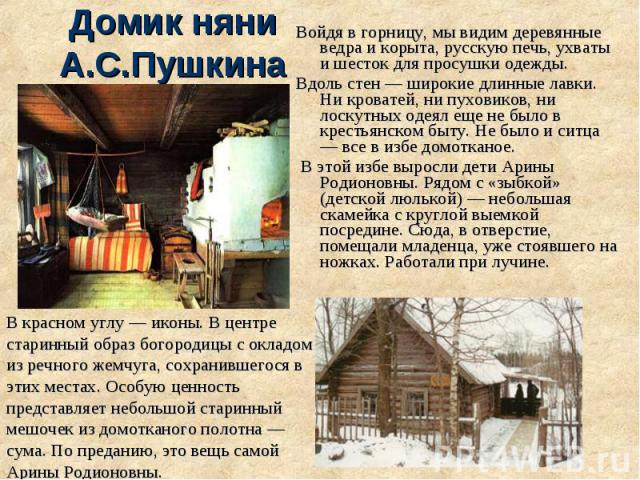 Домик няни
А.С.Пушкина
Войдя в горницу, мы видим деревянные
ведра и корыта, русскую печь, ухваты
и шесток для просушки одежды.
Вдоль стен — широкие длинные лавки.
Ни кроватей, ни пуховиков, ни
лоскутных одеял еще не было в
крестьянском быту. Не было и ситца
— все в избе домотканое.
В этой избе выросли дети Арины
Родионовны. Рядом с «зыбкой»
(детской люлькой) — небольшая
скамейка с круглой выемкой
посредине. Сюда, в отверстие,
помещали младенца, уже стоявшего на
ножках. Работали при лучине.
В красном углу — иконы. В центре
старинный образ богородицы с окладом
из речного жемчуга, сохранившегося в
этих местах. Особую ценность
представляет небольшой старинный
мешочек из домотканого полотна —
сума. По преданию, это вещь самой
Арины Родионовны.
PPt4WEB.ru